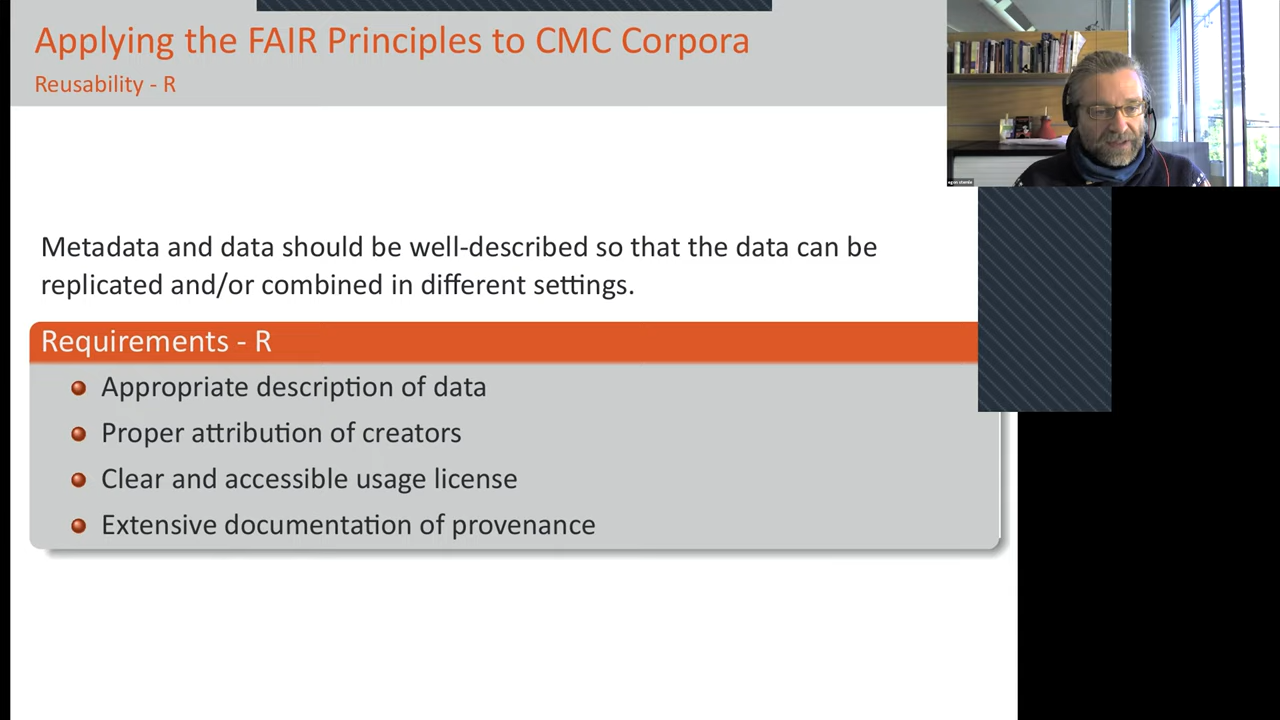 Applying the FAIR Principles to CMC Corpora
Reusability - R
Metadata and data should be well-described so that the data can be
replicated and/or combined in different settings.
Requirements - R
Appropriate description of data
Proper attribution of creators
Clear and accessible usage license
Extensive documentation of provenance